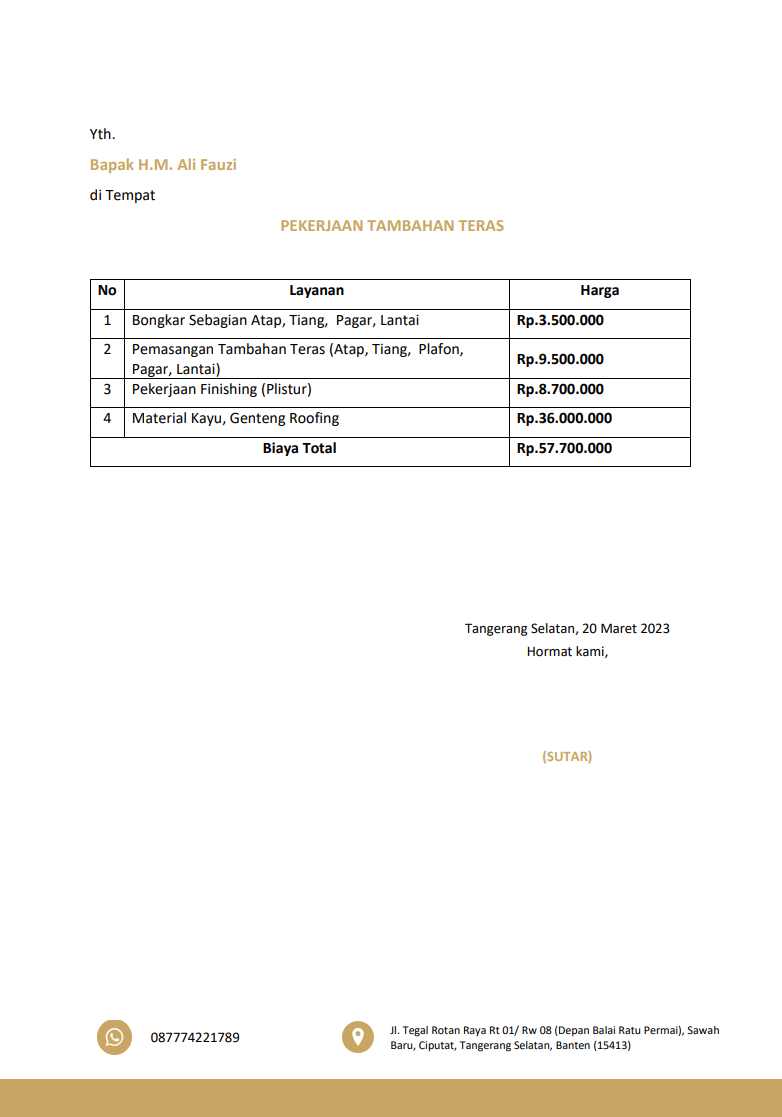 Yth.
Bapak H.M. Ali Fauzi
di Tempat
PEKERJAAN TAMBAHAN TERAS
No Layanan Harga
1 Bongkar Sebagian Atap, Tiang, Pagar, Lantai Rp.3.500.000
2 Pemasangan Tambahan Teras (Atap, Tiang, Plafon, Pagar, Lantai) Rp.9.500.000
3 Pekerjaan Finishing (Plistur) Rp.8.700.000
4 Material Kayu, Genteng Roofing Rp.36.000.000
Biaya Total Rp.57.700.000
Tangerang Selatan, 20 Maret 2023
Hormat kami,
(SUTAR)
087774221789
Jl. Tegal Rotan Raya Rt 01/ Rw 08 (Depan Balai Ratu Permai), Sawah
Baru, Ciputat, Tangerang Selatan, Banten (15413)